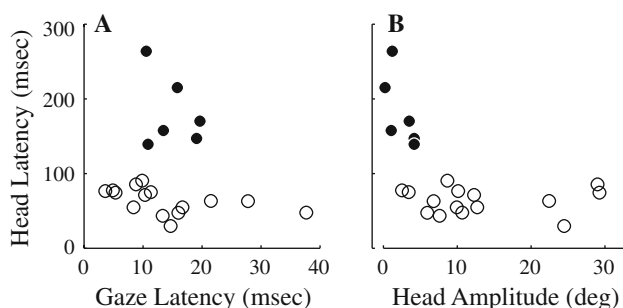 A
B
Head Latency (msec)
300
200
100
0
0 10 20 30 40
0 10 20 30
Gaze Latency (msec)
Head Amplitude (deg)